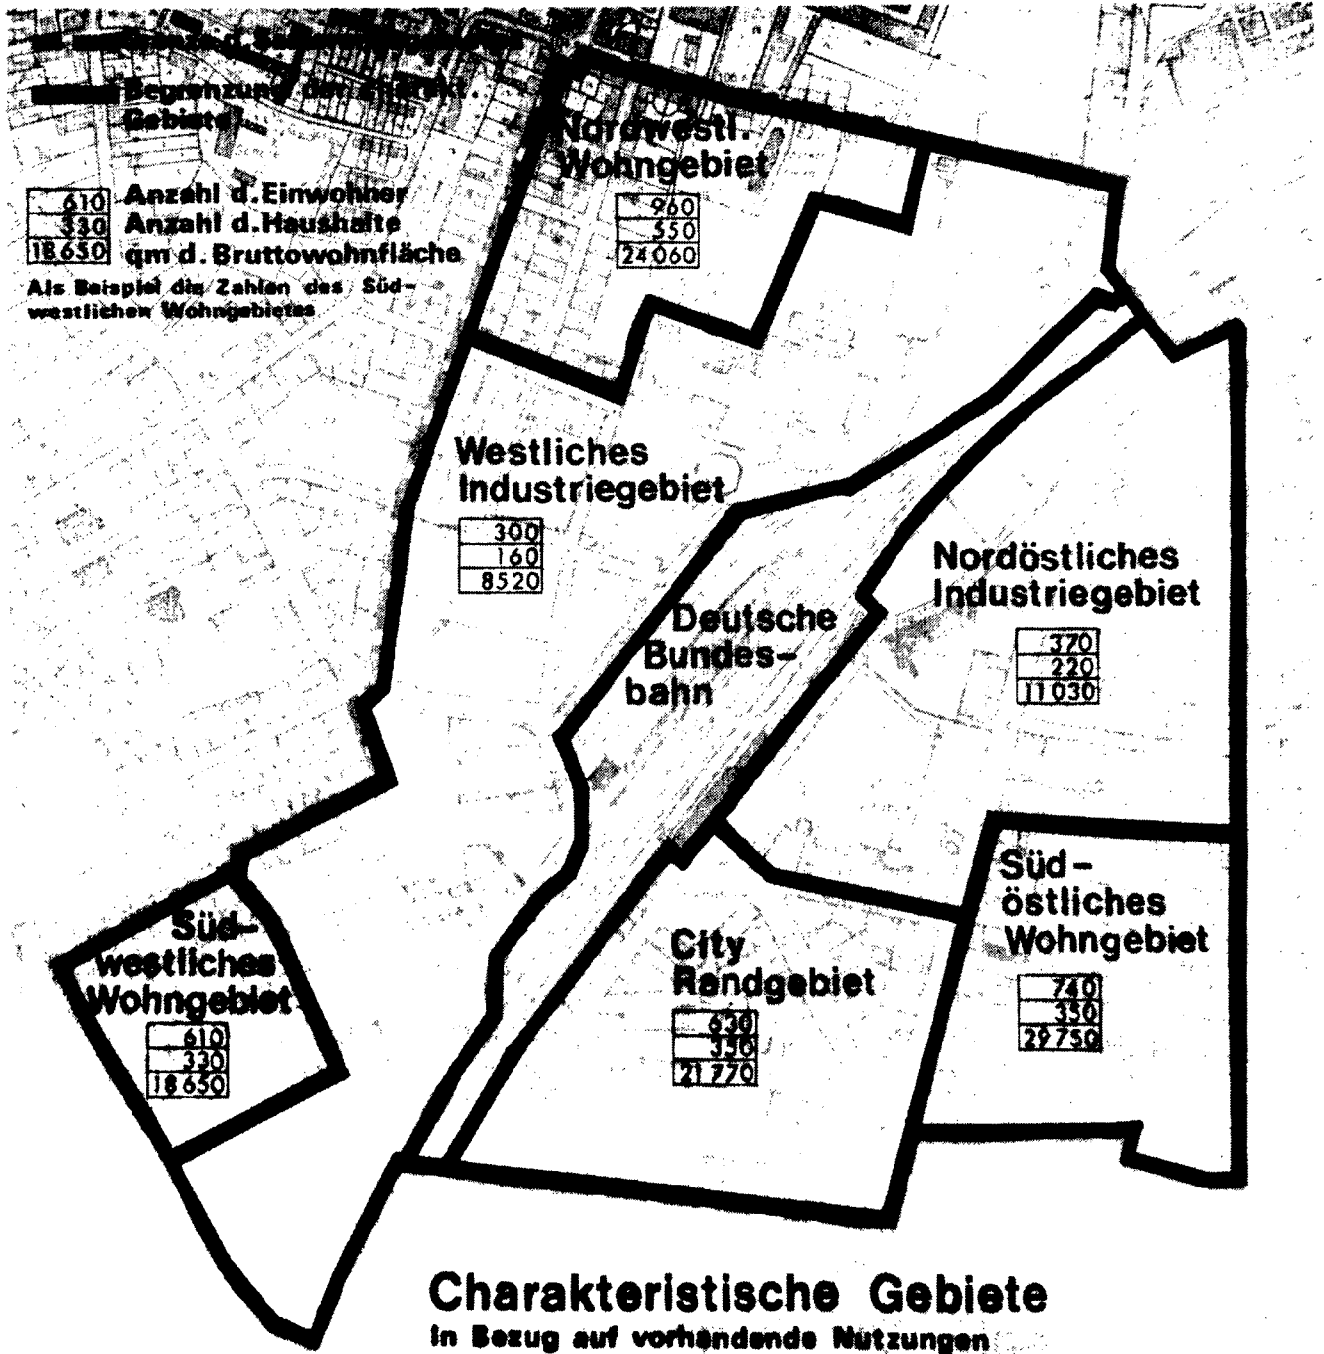 Begrenzung der Charakt.
Gebiete
610 Anzahl d. Einwohner
330 Anzahl d. Haushalte
18650 qm d. Bruttowohnfläche
Als Beispiel die Zahlen des Süd-
westlichen Wohngebietes
Nordwestl.
Wohngebiet
960
550
24060
Westliches
Industriegebiet
300
160
8520
Deutsche
Bundes-
bahn
Nordöstliches
Industriegebiet
370
220
11030
Süd-
westliches
Wohngebiet
610
330
18650
City
Randgebiet
630
350
21770
Süd-
östliches
Wohngebiet
740
350
29750
Charakteristische Gebiete
in Bezug auf vorhandende Nutzungen